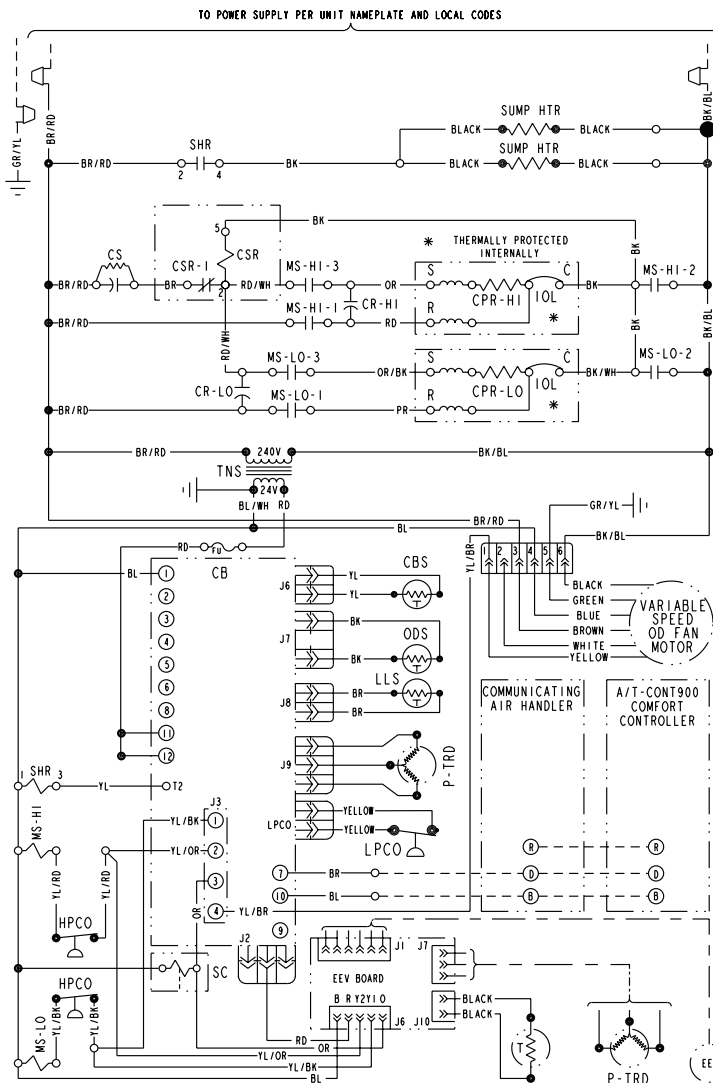 TO POWER SUPPLY PER UNIT NAMEPLATE AND LOCAL CODES
GR/YL
BR/RD
BK/BL
SUMP HTR
BLACK
BLACK
SUMP HTR
BLACK
BLACK
BR/RD
SHR
2 4
BK
BK
5
CS
CSR-1
CSR
2
MS-HI-3
* THERMALLY PROTECTED
INTERNALLY
BK
MS-HI-2
BR/RD
BR
RD/WH
OR
S
C
BK
CPR-HI
IOL
CR-HI
MS-HI-1
BR/RD
RD
R
*
RD/WH
BK
MS-LO-3
OR/BK
S
C
BK/WH
MS-LO-2
CPR-LO
IOL
CR-LO
MS-LO-1
BR/RD
PR
R
*
BR/RD
240V
BK/BL
TNS
24V
BL/WH RD
BL
BR/RD
GR/YL
BK/BL
YL/BR
RD
FU
1 2 3 4 5 6
BLACK
GREEN
BLUE
BROWN
WHITE
YELLOW
VARIABLE
SPEED
OD FAN
MOTOR
CB
BL
1
2
3
4
5
6
8
11
12
J6
YL
YL
CBS
J7
BK
BK
ODS
J8
BR
BR
LLS
J9
P-TRD
LPCO
YELLOW
YELLOW
LPCO
COMMUNICATING
AIR HANDLER
A/T-CONT900
COMFORT
CONTROLLER
R
R
D
D
B
B
1 SHR 3
YL
T2
J3
1
2
3
4
YL/BK
YL/OR
OR
YL/BR
MS-HI
YL/RD
YL/RD
7
BR
10
BL
9
HPCO
HPCO
SC
J2
EEV BOARD
J1
J7
B R Y2Y1 O
J6
J10
BLACK
BLACK
T
P-TRD
EE
MS-LO
YL/BK
YL/BK
RD
OR
YL/OR
YL/BK
BL